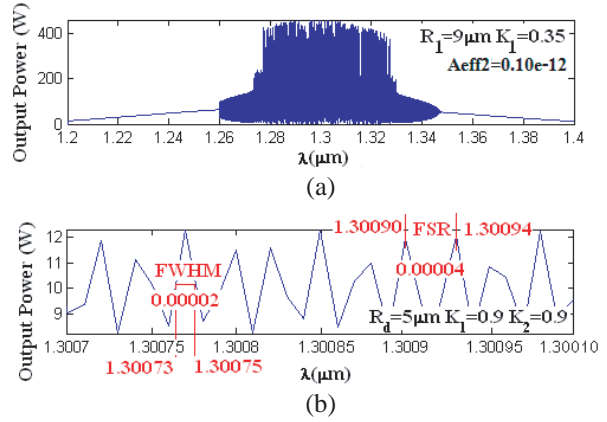 Output Power (W)
400
200
0
R1=9μm K1=0.35
Aeff2=0.10e-12
1.2 1.22 1.24 1.26 1.28 1.3 1.32 1.34 1.36 1.38 1.4
λ(μm)
(a)
Output Power (W)
12
11
10
9
1.30090 FSR 1.30094
FWHM
0.00002
0.00004
Rd=5μm K1=0.9 K2=0.9
1.3007 1.30075 1.3008 1.30085 1.3009 1.30095 1.30010
1.30073 1.30075
λ(μm)
(b)